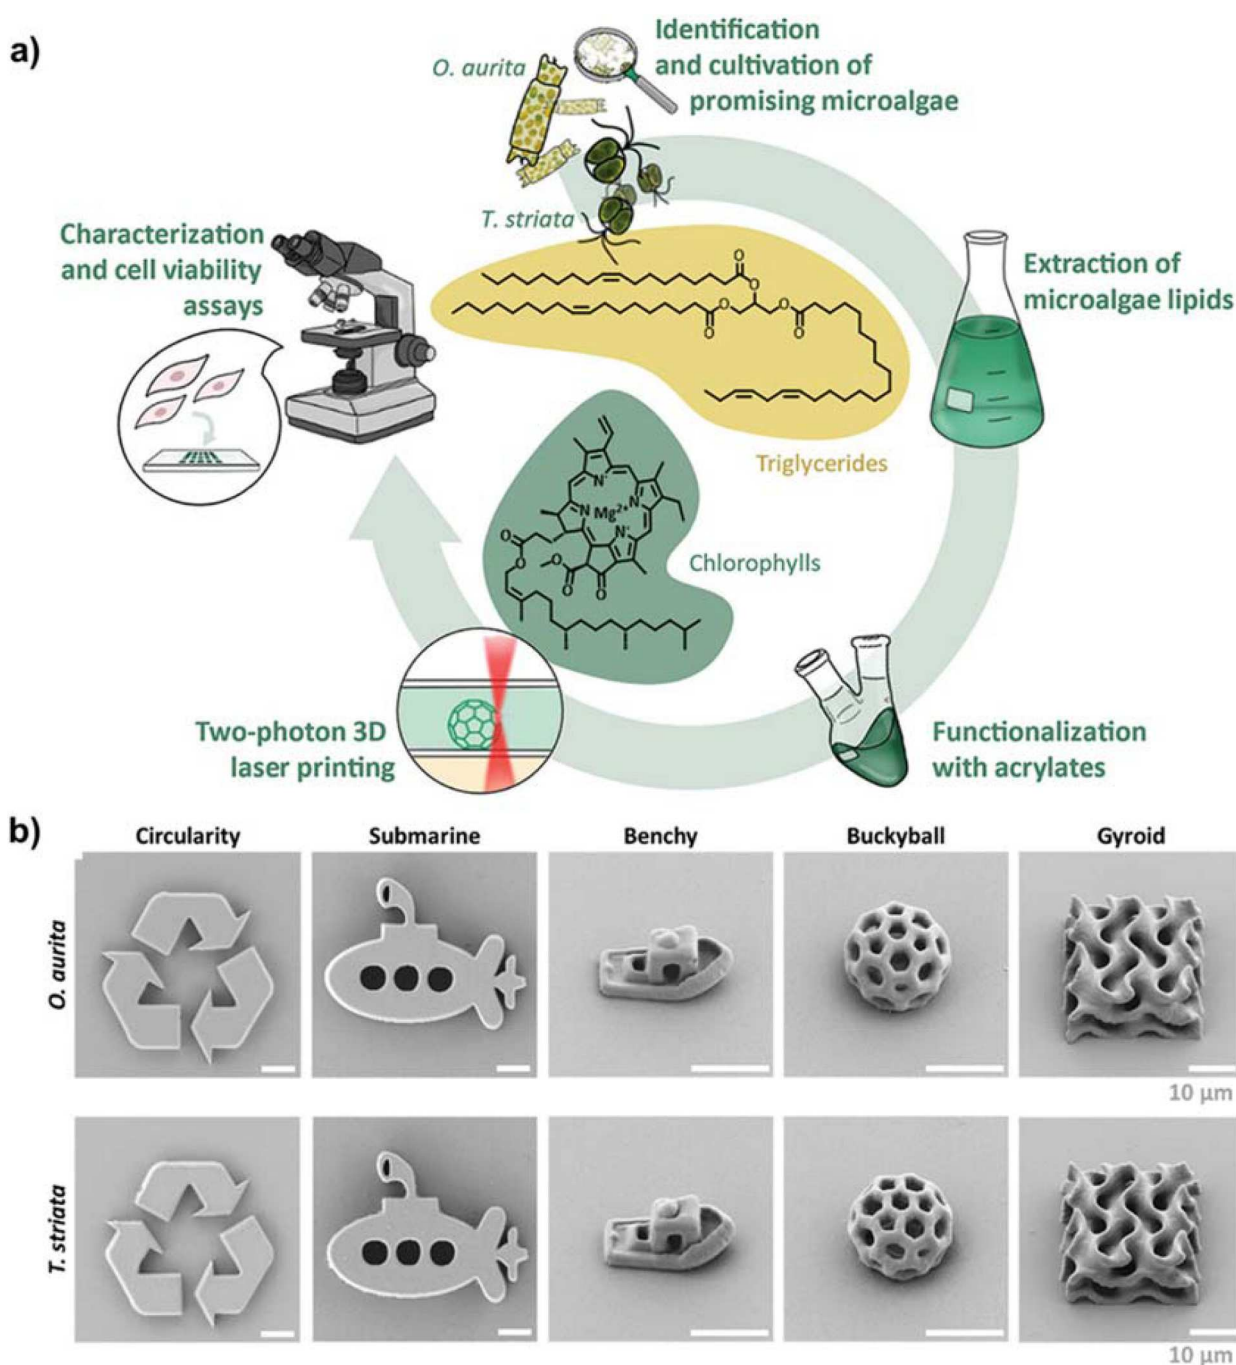 a)
Identification
and cultivation of
promising microalgae
O. aurita
T. striata
Characterization
and cell viability
assays
Extraction of
microalgae lipids
O
O
O
O
O
O
Triglycerides
N-
N
Mg2+
N
N-
O
O
O
O
O
Chlorophylls
Two-photon 3D
laser printing
Functionalization
with acrylates
b)
Circularity Submarine Benchy Buckyball Gyroid
O. aurita
10 µm
T. striata
10 µm